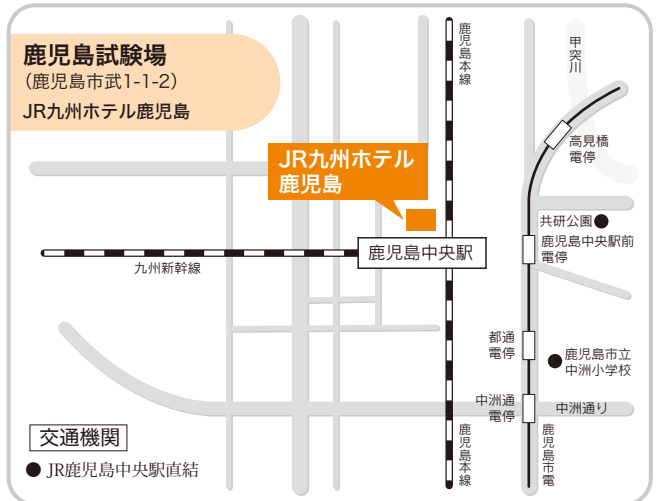 鹿児島試験場
(鹿児島市武1-1-2)
JR九州ホテル鹿児島
鹿児島本線
甲突川
高見橋
電停
JR九州ホテル
鹿児島
共研公園
鹿児島中央駅
鹿児島中央駅前
電停
九州新幹線
都通
電停
鹿児島市立
中洲小学校
中洲通
電停
中洲通り
鹿児島本線
鹿児島市電
交通機関
● JR鹿児島中央駅直結